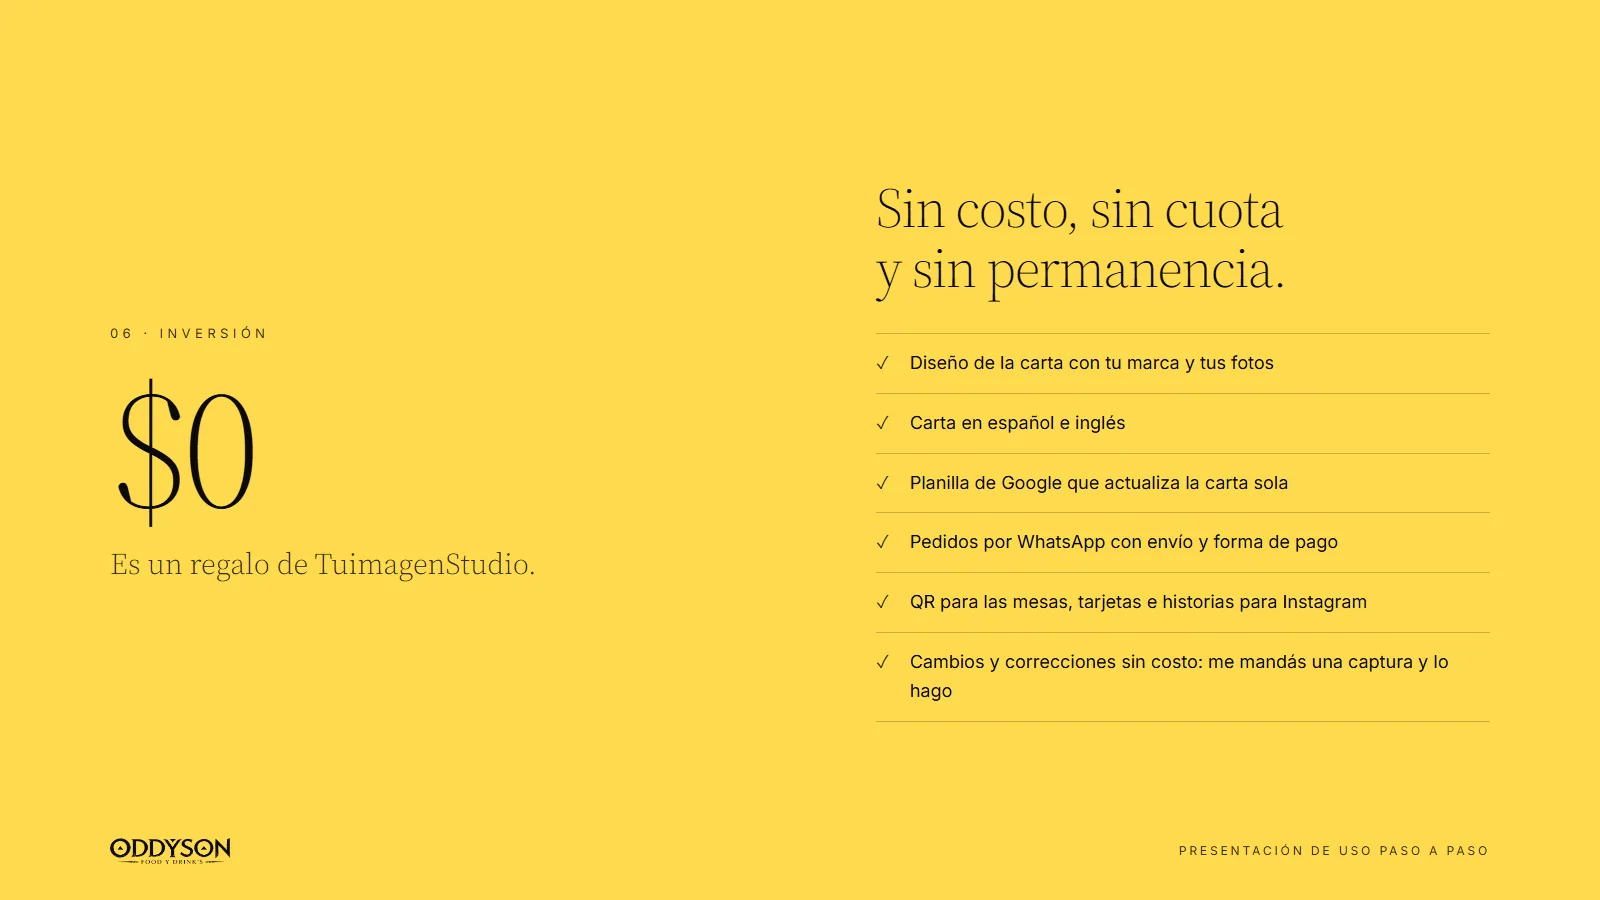 06 · INVERSIÓN
$0
Es un regalo de TuimagenStudio.
Sin costo, sin cuota
y sin permanencia.
✓ Diseño de la carta con tu marca y tus fotos
✓ Carta en español e inglés
✓ Planilla de Google que actualiza la carta sola
✓ Pedidos por WhatsApp con envío y forma de pago
✓ QR para las mesas, tarjetas e historias para Instagram
✓ Cambios y correcciones sin costo: me mandás una captura y lo
hago
ODDYSON
FOOD Y DRINK'S
PRESENTACIÓN DE USO PASO A PASO